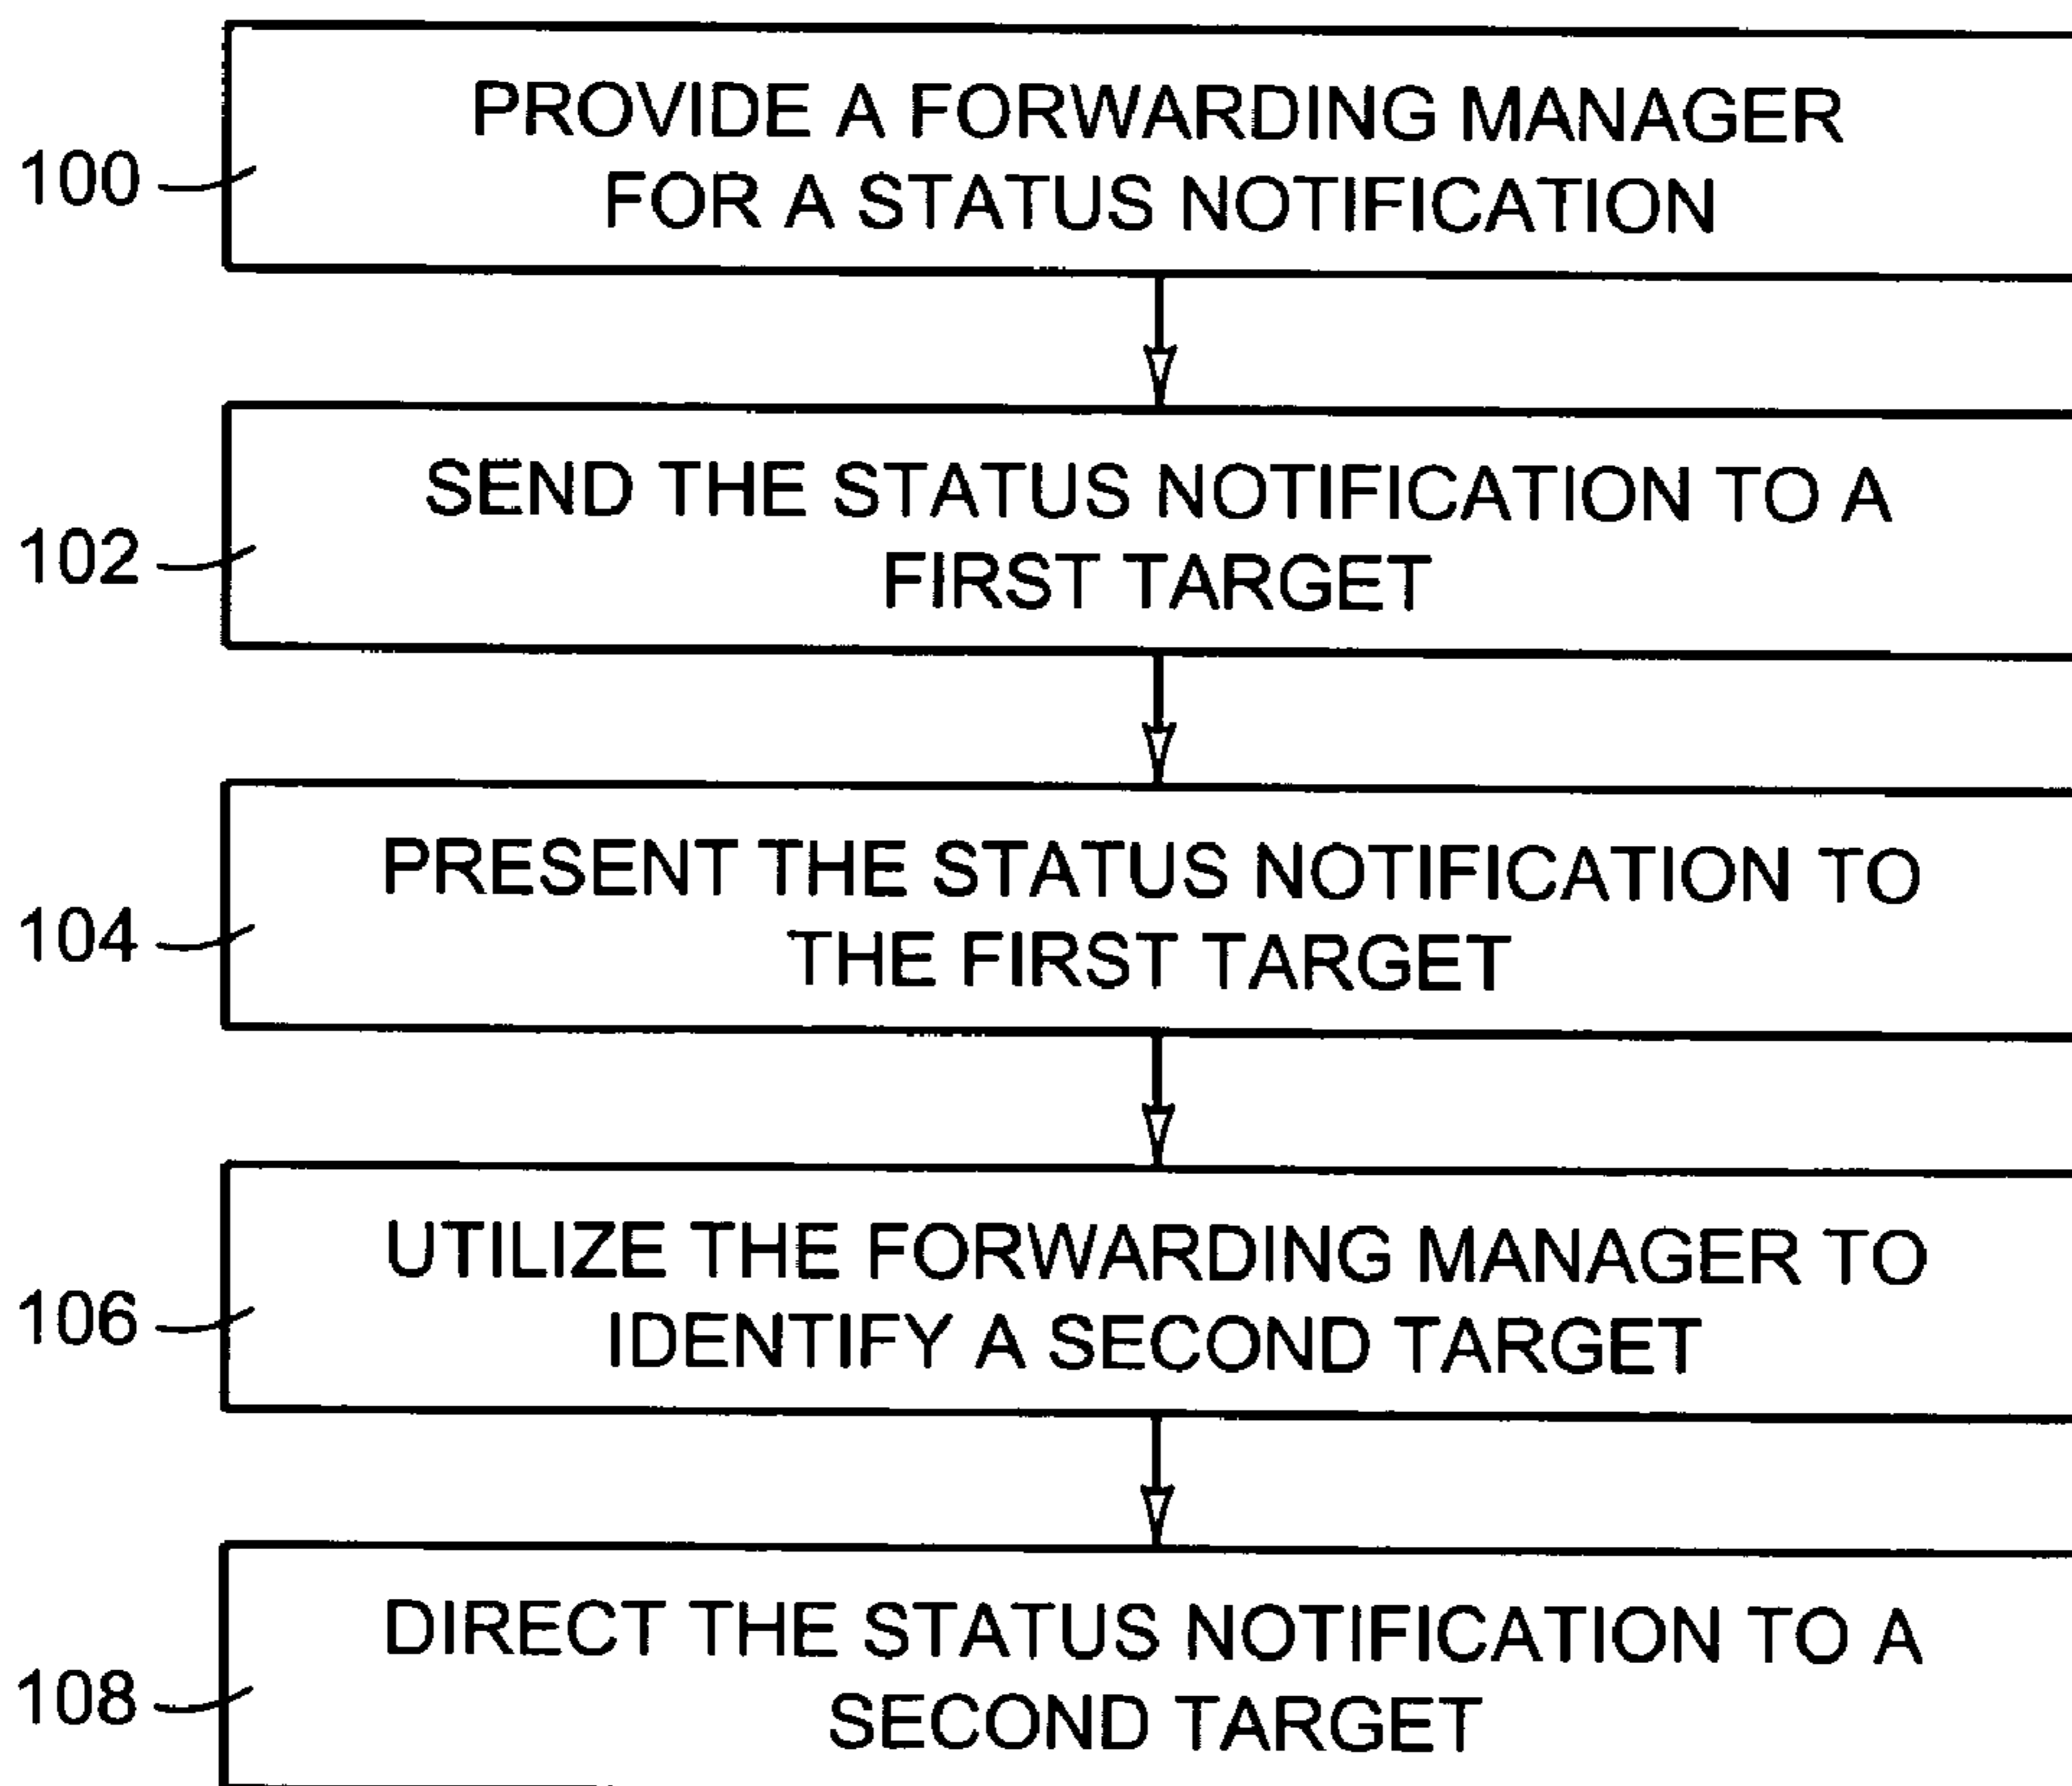 100
PROVIDE A FORWARDING MANAGER
FOR A STATUS NOTIFICATION
102
SEND THE STATUS NOTIFICATION TO A
FIRST TARGET
104
PRESENT THE STATUS NOTIFICATION TO
THE FIRST TARGET
106
UTILIZE THE FORWARDING MANAGER TO
IDENTIFY A SECOND TARGET
108
DIRECT THE STATUS NOTIFICATION TO A
SECOND TARGET